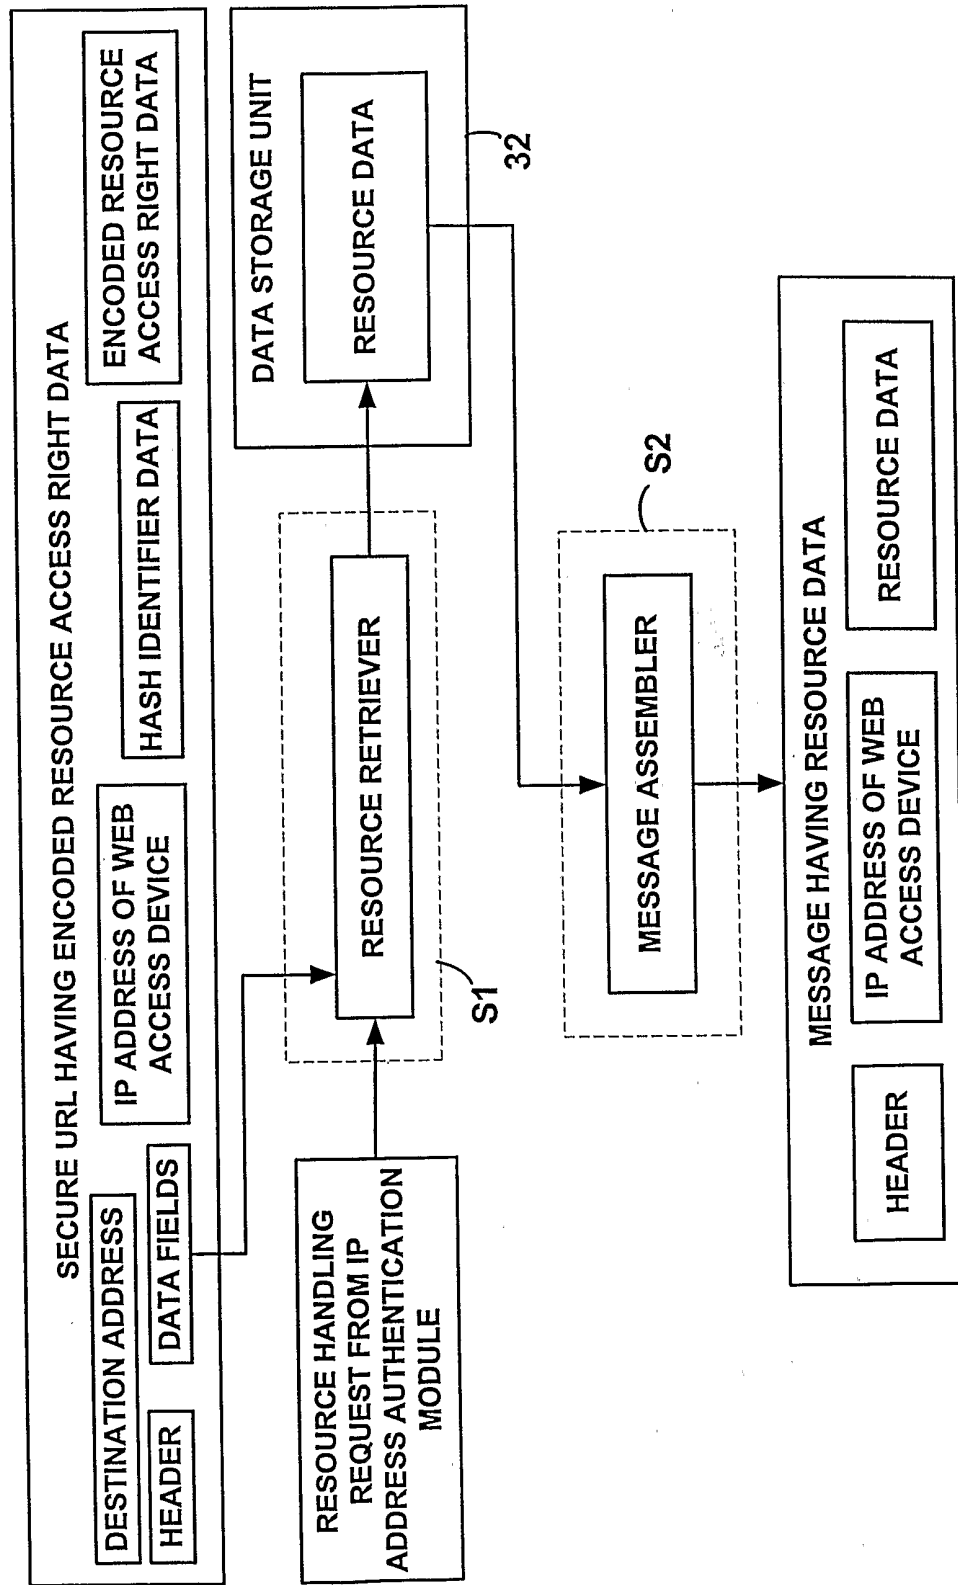 SECURE URL HAVING ENCODED RESOURCE ACCESS RIGHT DATA
DESTINATION ADDRESS
HEADER
DATA FIELDS
IP ADDRESS OF WEB
ACCESS DEVICE
HASH IDENTIFIER DATA
ENCODED RESOURCE
ACCESS RIGHT DATA
RESOURCE HANDLING
REQUEST FROM IP
ADDRESS AUTHENTICATION
MODULE
RESOURCE RETRIEVER
S1
DATA STORAGE UNIT
RESOURCE DATA
32
MESSAGE ASSEMBLER
S2
MESSAGE HAVING RESOURCE DATA
HEADER
IP ADDRESS OF WEB
ACCESS DEVICE
RESOURCE DATA